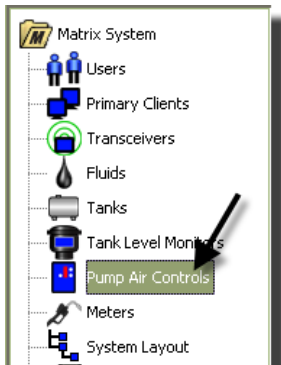 Matrix System
Users
Primary Clients
Transceivers
Fluids
Tanks
Tank Level Monitors
Pump Air Controls
Meters
System Layout